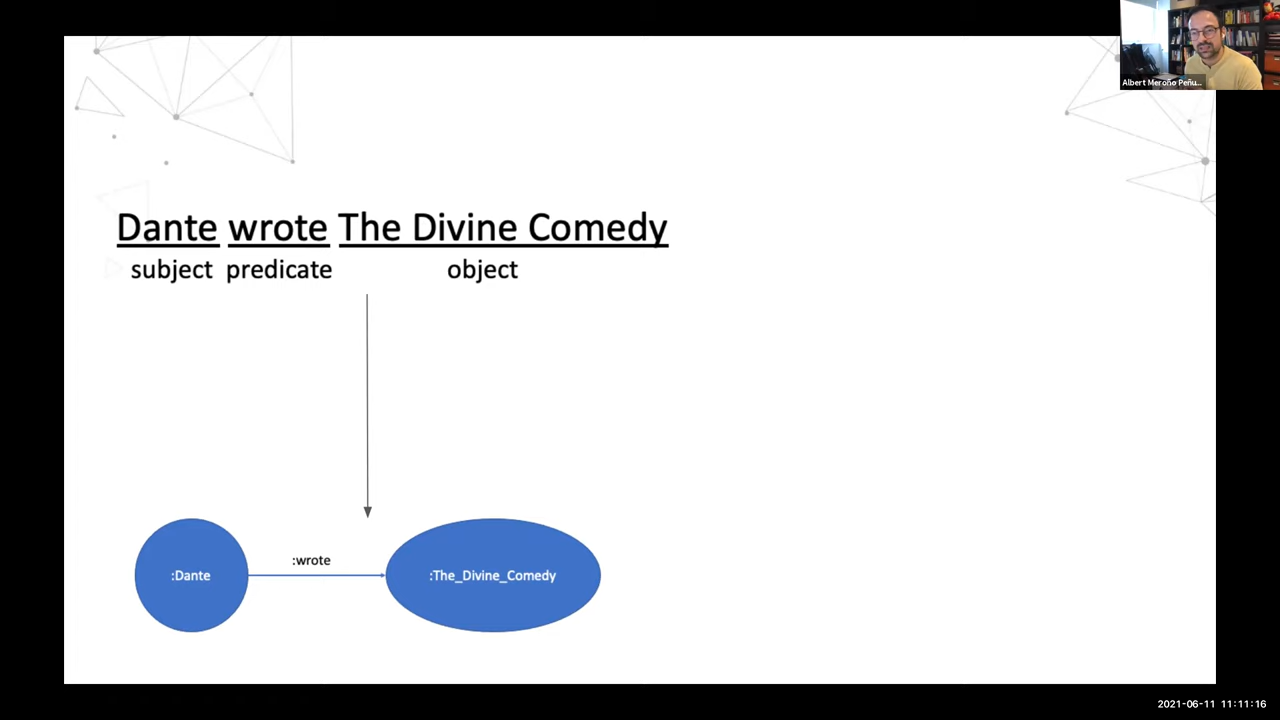 Albert Meroño Peñu...
Dante wrote The Divine Comedy
subject predicate object
:wrote
:Dante
:The_Divine_Comedy
2021-06-11 11:11:16